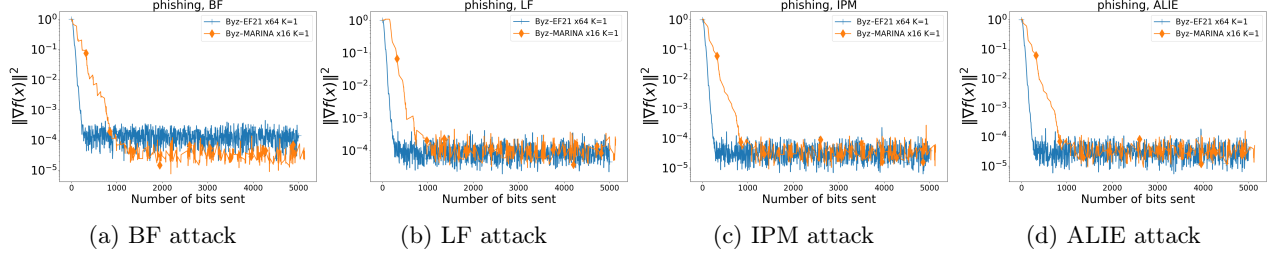 phishing, BF
Byz-EF21 x64 K=1
Byz-MARINA x16 K=1
10⁰
10⁻¹
10⁻²
10⁻³
10⁻⁴
10⁻⁵
‖∇f(x)‖²
0 1000 2000 3000 4000 5000
Number of bits sent
(a) BF attack
phishing, LF
Byz-EF21 x64 K=1
Byz-MARINA x16 K=1
10⁰
10⁻¹
10⁻²
10⁻³
10⁻⁴
‖∇f(x)‖²
0 1000 2000 3000 4000 5000
Number of bits sent
(b) LF attack
phishing, IPM
Byz-EF21 x64 K=1
Byz-MARINA x16 K=1
10⁰
10⁻¹
10⁻²
10⁻³
10⁻⁴
10⁻⁵
‖∇f(x)‖²
0 1000 2000 3000 4000 5000
Number of bits sent
(c) IPM attack
phishing, ALIE
Byz-EF21 x64 K=1
Byz-MARINA x16 K=1
10⁰
10⁻¹
10⁻²
10⁻³
10⁻⁴
10⁻⁵
‖∇f(x)‖²
0 1000 2000 3000 4000 5000
Number of bits sent
(d) ALIE attack